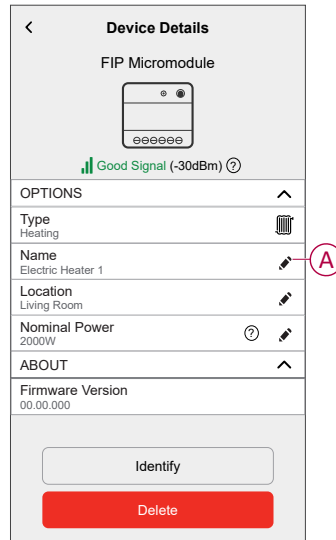 Device Details
FIP Micromodule
Good Signal (-30dBm) ?
OPTIONS
Type
Heating
Name
Electric Heater 1
A
Location
Living Room
Nominal Power
2000W
?
ABOUT
Firmware Version
00.00.000
Identify
Delete